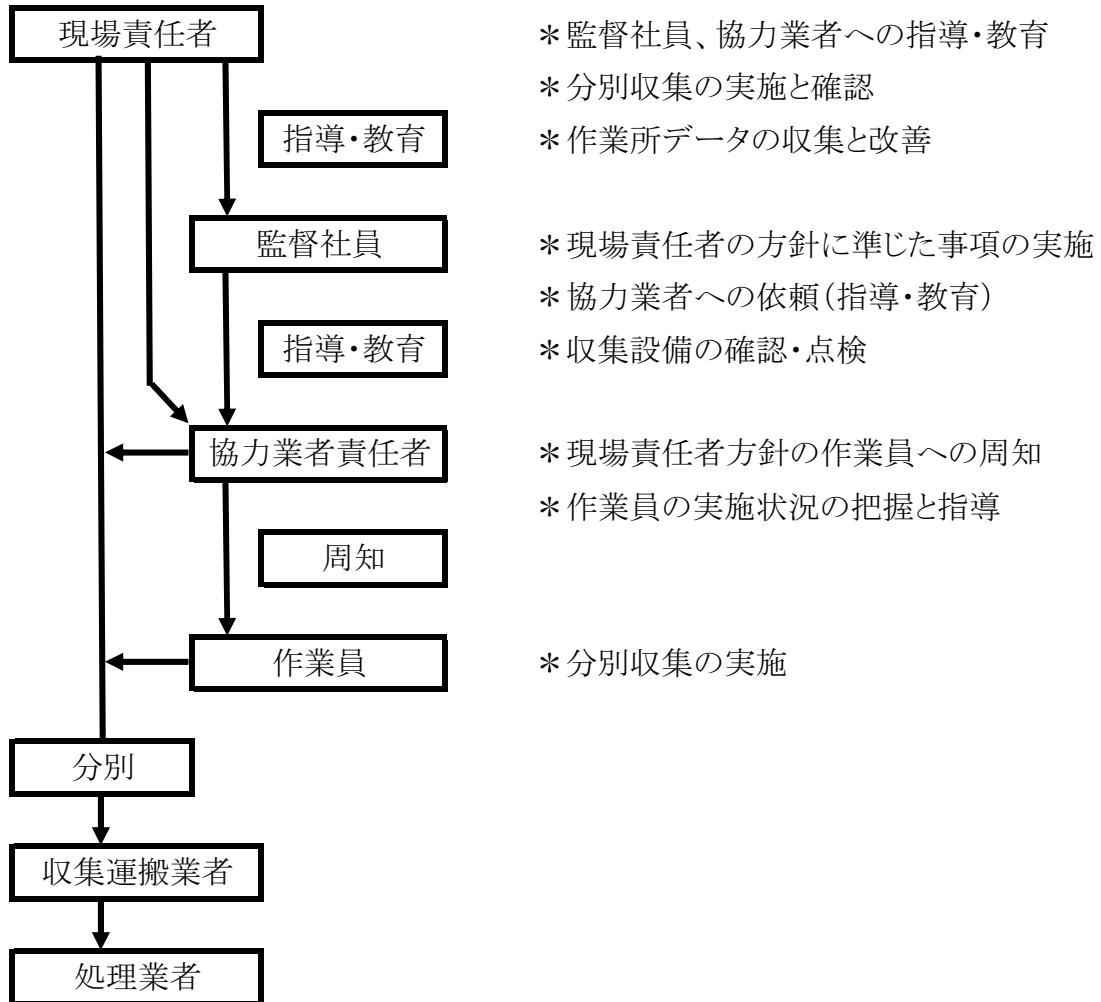 現場責任者
＊監督社員、協力業者への指導・教育
＊分別収集の実施と確認
指導・教育
＊作業所データの収集と改善
監督社員
＊現場責任者の方針に準じた事項の実施
＊協力業者への依頼（指導・教育）
指導・教育
＊収集設備の確認・点検
協力業者責任者
＊現場責任者方針の作業員への周知
＊作業員の実施状況の把握と指導
周知
作業員
＊分別収集の実施
分別
収集運搬業者
処理業者